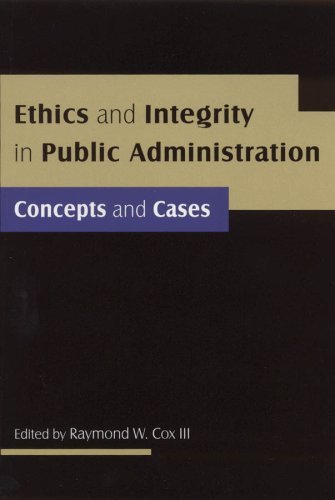 Ethics and Integrity
in Public Administration
Concepts and Cases
Edited by Raymond W. Cox III